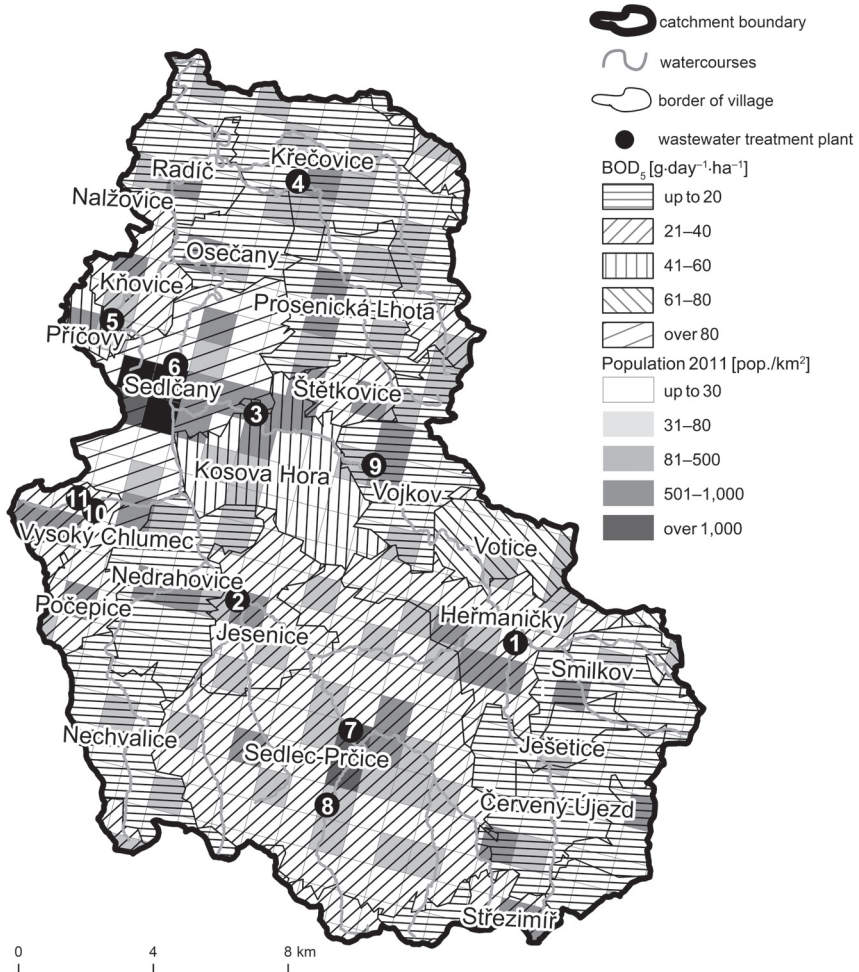 catchment boundary
watercourses
border of village
wastewater treatment plant
BOD₅ [g·day⁻¹·ha⁻¹]
up to 20
21–40
41–60
61–80
over 80
Population 2011 [pop./km²]
up to 30
31–80
81–500
501–1,000
over 1,000
Křečovice
Radíč
4
Nalžovice
Osečany
Kňovice
Prosenická Lhota
5
Příčovy
6
Sedlčany
Štětkovice
3
9
Kosova Hora
Vojkov
11
10
Vysoký Chlumec
Votice
Nedrahovice
2
Počepice
Heřmaničky
Jesenice
1
Smilkov
7
Nechvalice
Ješetice
Sedlec-Prčice
8
Červený Újezd
Střezimíř
0 4 8 km